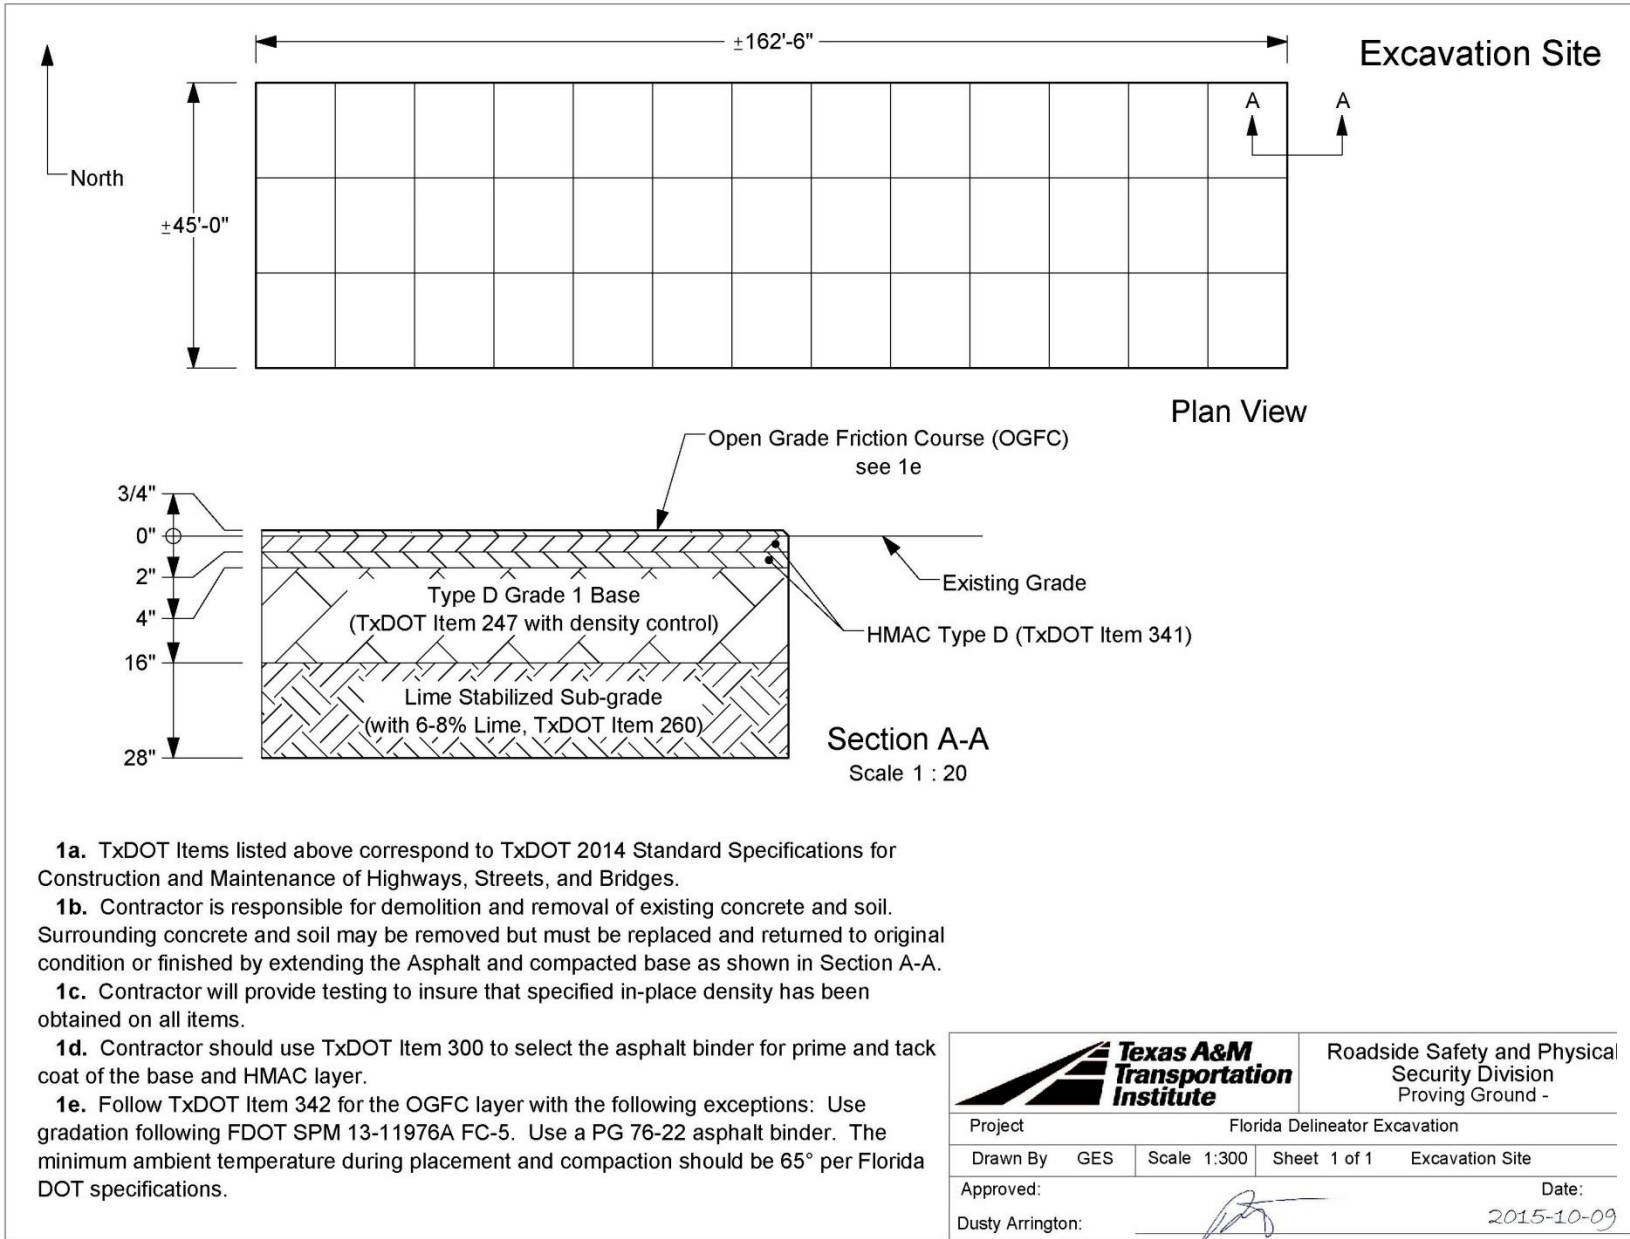 ±162'-6"
Excavation Site
A A
North
±45'-0"
Plan View
Open Grade Friction Course (OGFC)
see 1e
3/4"
0"
2"
4"
16"
28"
Existing Grade
Type D Grade 1 Base
(TxDOT Item 247 with density control)
HMAC Type D (TxDOT Item 341)
Lime Stabilized Sub-grade
(with 6-8% Lime, TxDOT Item 260)
Section A-A
Scale 1 : 20
1a. TxDOT Items listed above correspond to TxDOT 2014 Standard Specifications for
Construction and Maintenance of Highways, Streets, and Bridges.
1b. Contractor is responsible for demolition and removal of existing concrete and soil.
Surrounding concrete and soil may be removed but must be replaced and returned to original
condition or finished by extending the Asphalt and compacted base as shown in Section A-A.
1c. Contractor will provide testing to insure that specified in-place density has been
obtained on all items.
1d. Contractor should use TxDOT Item 300 to select the asphalt binder for prime and tack
coat of the base and HMAC layer.
1e. Follow TxDOT Item 342 for the OGFC layer with the following exceptions: Use
gradation following FDOT SPM 13-11976A FC-5. Use a PG 76-22 asphalt binder. The
minimum ambient temperature during placement and compaction should be 65° per Florida
DOT specifications.
Texas A&M
Transportation
Institute
Roadside Safety and Physical
Security Division
Proving Ground -
Project Florida Delineator Excavation
Drawn By GES Scale 1:300 Sheet 1 of 1 Excavation Site
Approved: Date:
Dusty Arrington: 2015-10-09